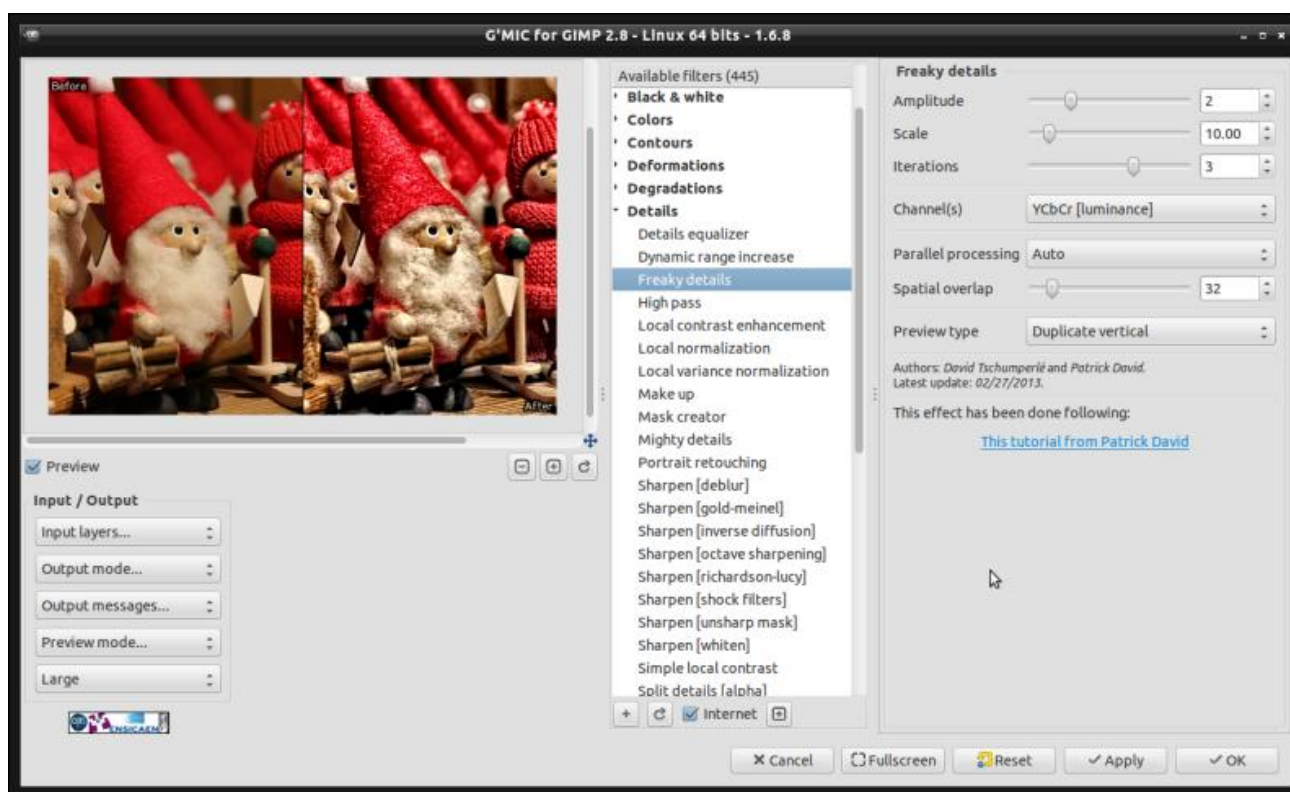 G'MIC for GIMP 2.8 - Linux 64 bits - 1.6.8
Before
After
Preview
Input / Output
Input layers...
Output mode...
Output messages...
Preview mode...
Large
ENSICAEN
Available filters (445)
Black & white
Colors
Contours
Deformations
Degradations
Details
Details equalizer
Dynamic range increase
Freaky details
High pass
Local contrast enhancement
Local normalization
Local variance normalization
Make up
Mask creator
Mighty details
Portrait retouching
Sharpen [deblur]
Sharpen [gold-meinel]
Sharpen [inverse diffusion]
Sharpen [octave sharpening]
Sharpen [richardson-lucy]
Sharpen [shock filters]
Sharpen [unsharp mask]
Sharpen [whiten]
Simple local contrast
Split details [alpha]
Internet
Freaky details
Amplitude 2
Scale 10.00
Iterations 3
Channel(s) YCbCr [luminance]
Parallel processing Auto
Spatial overlap 32
Preview type Duplicate vertical
Authors: David Tschumperlé and Patrick David.
Latest update: 02/27/2013.
This effect has been done following:
This tutorial from Patrick David
Cancel Fullscreen Reset Apply OK